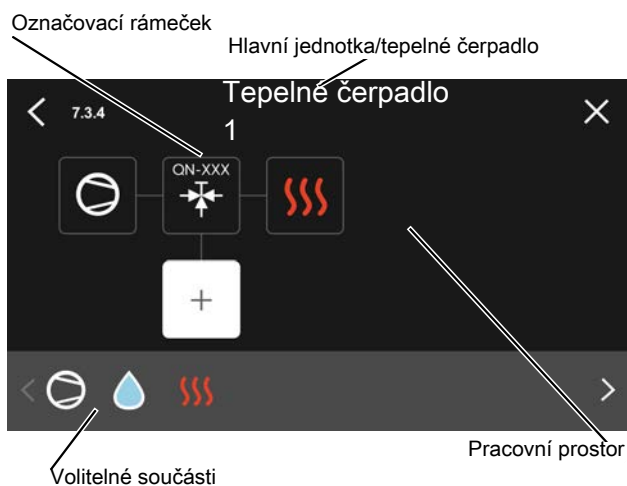 Označovací rámeček
Hlavní jednotka/tepelné čerpadlo
7.3.4
Tepelné čerpadlo
1
QN-XXX
Pracovní prostor
Volitelné součásti